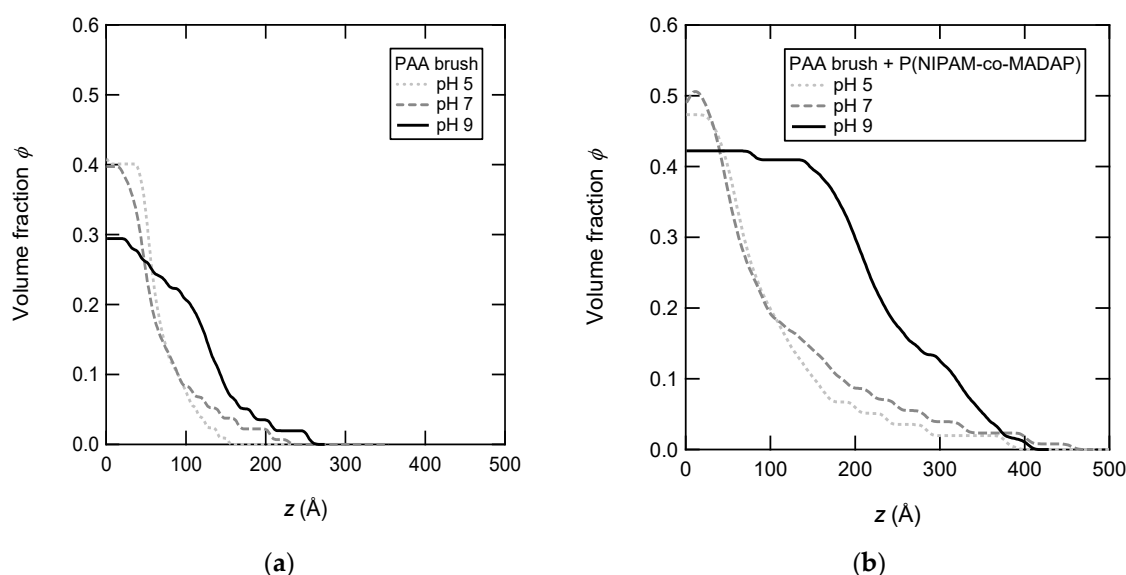 0.6
0.5
0.4
0.3
0.2
0.1
0.0
Volume fraction ϕ
PAA brush
pH 5
pH 7
pH 9
0 100 200 300 400 500
z (Å)
(a)
0.6
0.5
0.4
0.3
0.2
0.1
0.0
Volume fraction ϕ
PAA brush + P(NIPAM-co-MADAP)
pH 5
pH 7
pH 9
0 100 200 300 400 500
z (Å)
(b)